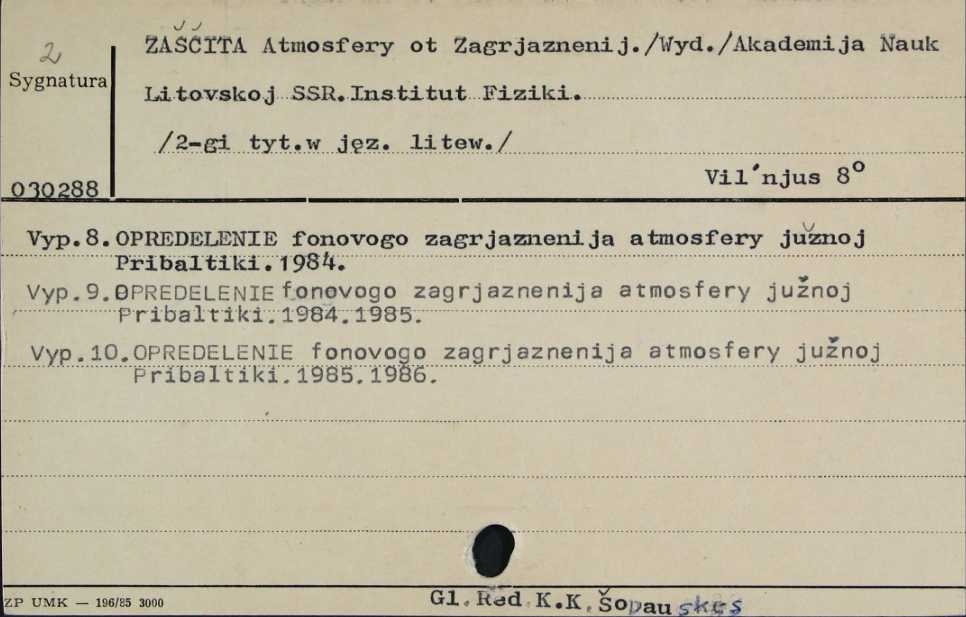 2
Sygnatura
030288
ZAŠČITA Atmosfery ot Zagrjaznenij./Wyd./Akademija Nauk
Litovskoj SSR.Institut Fiziki.
/2-gi tyt.w jęz. litew./
Vil´njus 8°
Vyp.8.OPREDELENIE fonovogo zagrjaznenija atmosfery južnoj
Pribaltiki.1984.
Vyp.9.OPREDELENIE fonovogo zagrjaznenija atmosfery južnoj
Pribaltiki.1984.1985.
Vyp.10.OPREDELENIE fonovogo zagrjaznenija atmosfery južnoj
Pribaltiki.1985.1986.
Gl.Red.K.K.Šopauskes
ZP UMK — 196/85 3000